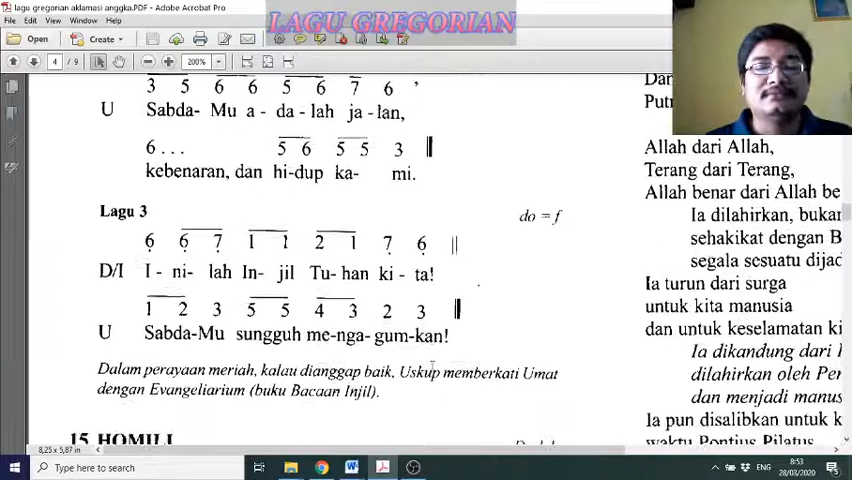 lagu gregorian aklamasi anggka.PDF - Adobe Acrobat Pro
LAGU GREGORIAN
File Edit View Window Help
Open
Create
4 / 9
200%
3 5 6 6 5 6 7 6 ,
U Sabda- Mu a - da - lah ja - lan,
6 . . . 5 6 5 5 3
kebenaran, dan hi-dup ka- mi.
Lagu 3
do = f
6 6 7 1 1 2 1 7 6
D/I I - ni- lah In- jil Tu- han ki - ta!
1 2 3 5 5 4 3 2 3
U Sabda-Mu sungguh me-nga- gum-kan!
Dalam perayaan meriah, kalau dianggap baik, Uskup memberkati Umat
dengan Evangeliarium (buku Bacaan Injil).
15 HOMILI
Putr
Allah dari Allah,
Terang dari Terang,
Allah benar dari Allah be
Ia dilahirkan, bukan
sehakikat dengan B
segala sesuatu dijad
Ia turun dari surga
untuk kita manusia
dan untuk keselamatan ki
Ia dikandung dari I
dilahirkan oleh Per
dan menjadi manus
Ia pun disalibkan untuk k
waktu Pontius Pilatus
8,25 x 5,87 in
Type here to search
ENG
8:53
28/03/2020
5